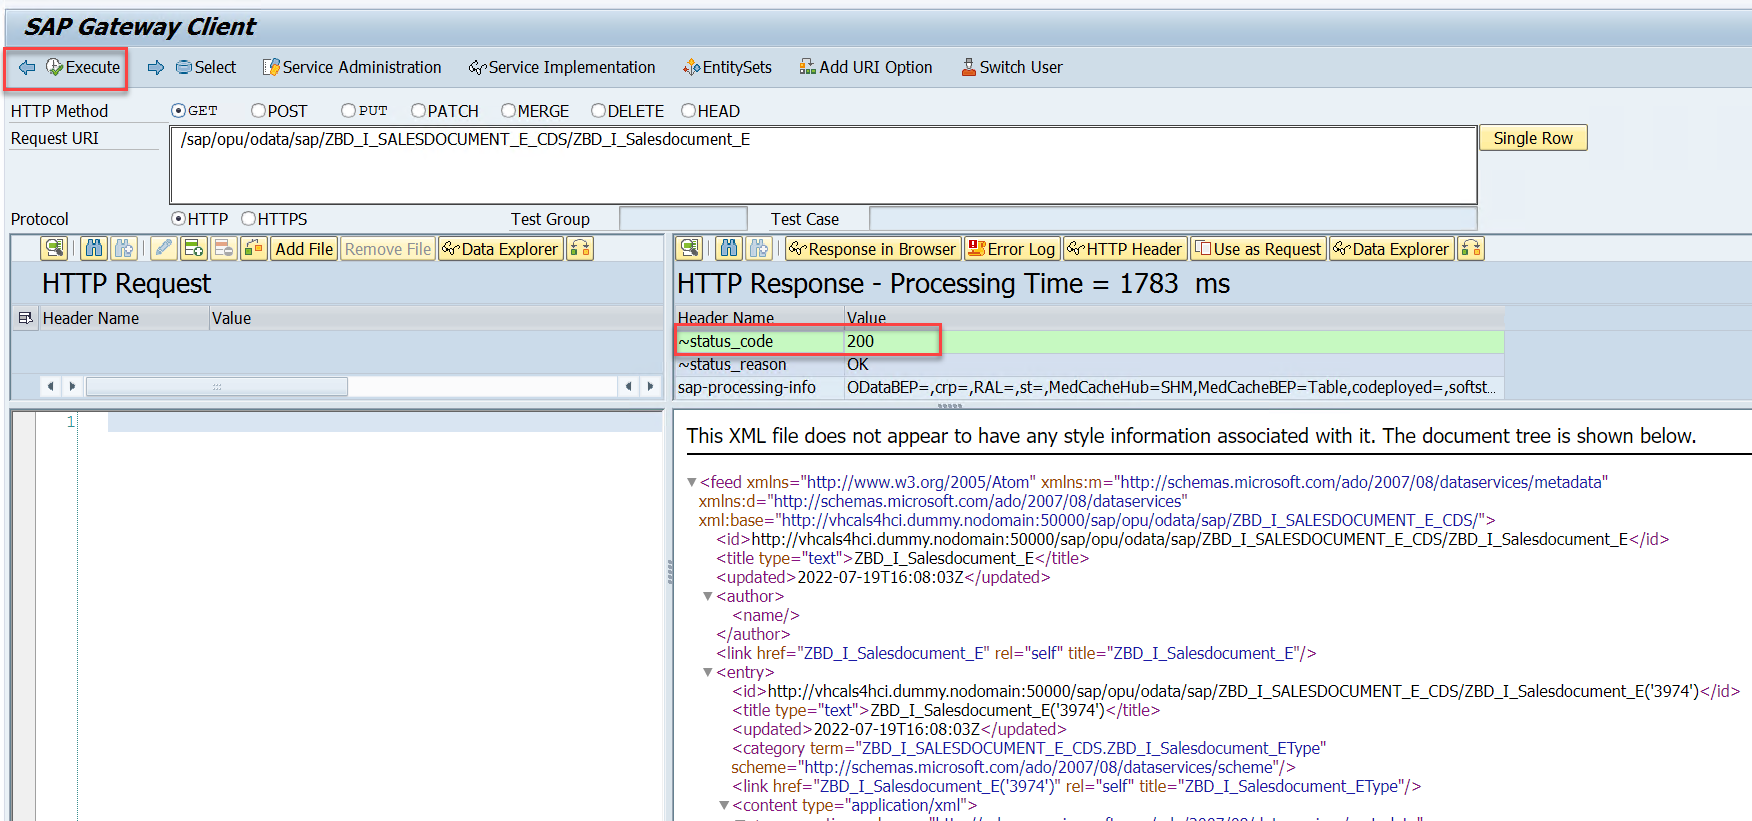 SAP Gateway Client
Execute Select Service Administration Service Implementation EntitySets Add URI Option Switch User
HTTP Method GET POST PUT PATCH MERGE DELETE HEAD
Request URI /sap/opu/odata/sap/ZBD_I_SALESDOCUMENT_E_CDS/ZBD_I_Salesdocument_E Single Row
Protocol HTTP HTTPS Test Group Test Case
Add File Remove File Data Explorer
HTTP Request
Header Name Value
1
Response in Browser Error Log HTTP Header Use as Request Data Explorer
HTTP Response - Processing Time = 1783 ms
Header Name Value
~status_code 200
~status_reason OK
sap-processing-info ODataBEP=,crp=,RAL=,st=,MedCacheHub=SHM,MedCacheBEP=Table,codeployed=,softst...
This XML file does not appear to have any style information associated with it. The document tree is shown below.
<feed xmlns="http://www.w3.org/2005/Atom" xmlns:m="http://schemas.microsoft.com/ado/2007/08/dataservices/metadata"
xmlns:d="http://schemas.microsoft.com/ado/2007/08/dataservices"
xml:base="http://vhcals4hci.dummy.nodomain:50000/sap/opu/odata/sap/ZBD_I_SALESDOCUMENT_E_CDS/">
<id>http://vhcals4hci.dummy.nodomain:50000/sap/opu/odata/sap/ZBD_I_SALESDOCUMENT_E_CDS/ZBD_I_Salesdocument_E</id>
<title type="text">ZBD_I_Salesdocument_E</title>
<updated>2022-07-19T16:08:03Z</updated>
<author>
<name/>
</author>
<link href="ZBD_I_Salesdocument_E" rel="self" title="ZBD_I_Salesdocument_E"/>
<entry>
<id>http://vhcals4hci.dummy.nodomain:50000/sap/opu/odata/sap/ZBD_I_SALESDOCUMENT_E_CDS/ZBD_I_Salesdocument_E('3974')</id>
<title type="text">ZBD_I_Salesdocument_E('3974')</title>
<updated>2022-07-19T16:08:03Z</updated>
<category term="ZBD_I_SALESDOCUMENT_E_CDS.ZBD_I_Salesdocument_EType"
scheme="http://schemas.microsoft.com/ado/2007/08/dataservices/scheme"/>
<link href="ZBD_I_Salesdocument_E('3974')" rel="self" title="ZBD_I_Salesdocument_EType"/>
<content type="application/xml">